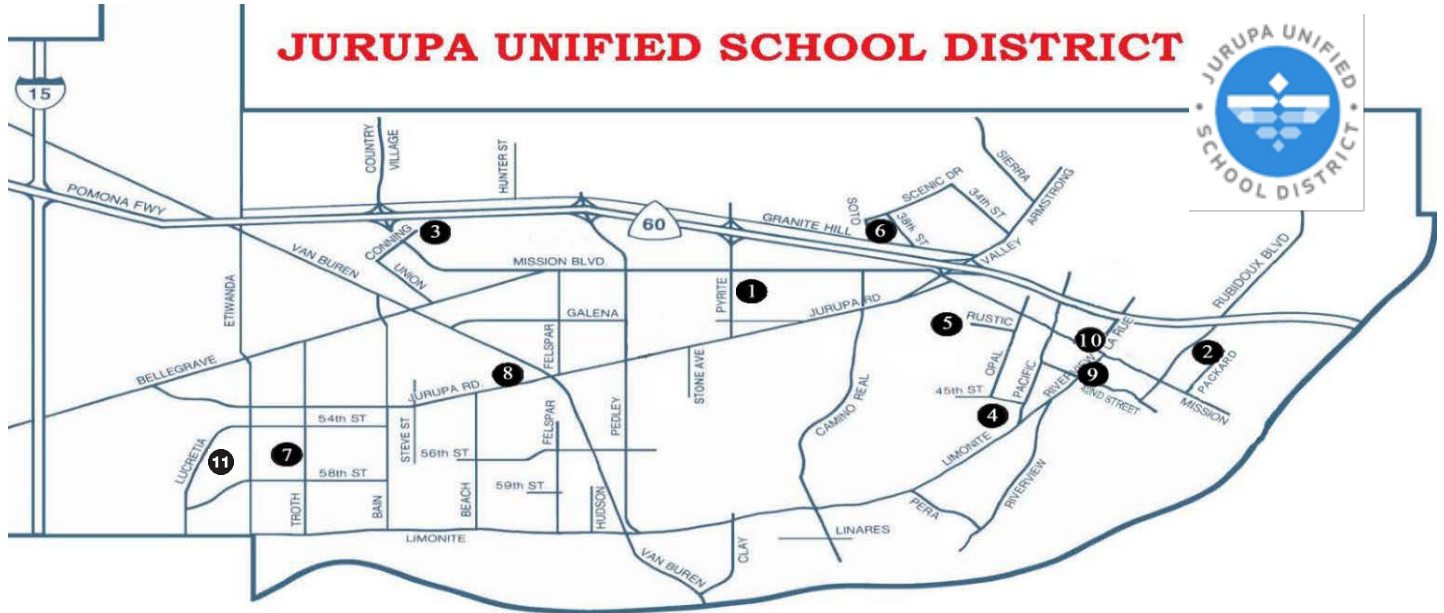 JURUPA UNIFIED SCHOOL DISTRICT
JURUPA UNIFIED
SCHOOL DISTRICT
15
POMONA FWY
COUNTRY
VILLAGE
HUNTER ST
60
GRANITE HILL
SOTO
SCENIC DR
38th ST
34th ST
SIERRA
ARMSTRONG
VALLEY
6
3
CONNING
UNION
VAN BUREN
MISSION BLVD.
ETIWANDA
PYRITE
1
JURUPA RD
GALENA
FELSPAR
RUBIDOUX BLVD
5
RUSTIC
OPAL
PACIFIC
10
LA RUE
RIVERVIEW
2
PACKARD
9
42ND STREET
MISSION
BELLEGRAVE
8
JURUPA RD.
STONE AVE
CAMINO REAL
45th ST
4
LIMONITE
54th ST
STEVE ST
FELSPAR
PEDLEY
LUCRETIA
11
7
56th ST
58th ST
59th ST
TROTH
BAIN
BEACH
HUDSON
RIVERVIEW
PERA
LIMONITE
VAN BUREN
CLAY
LINARES